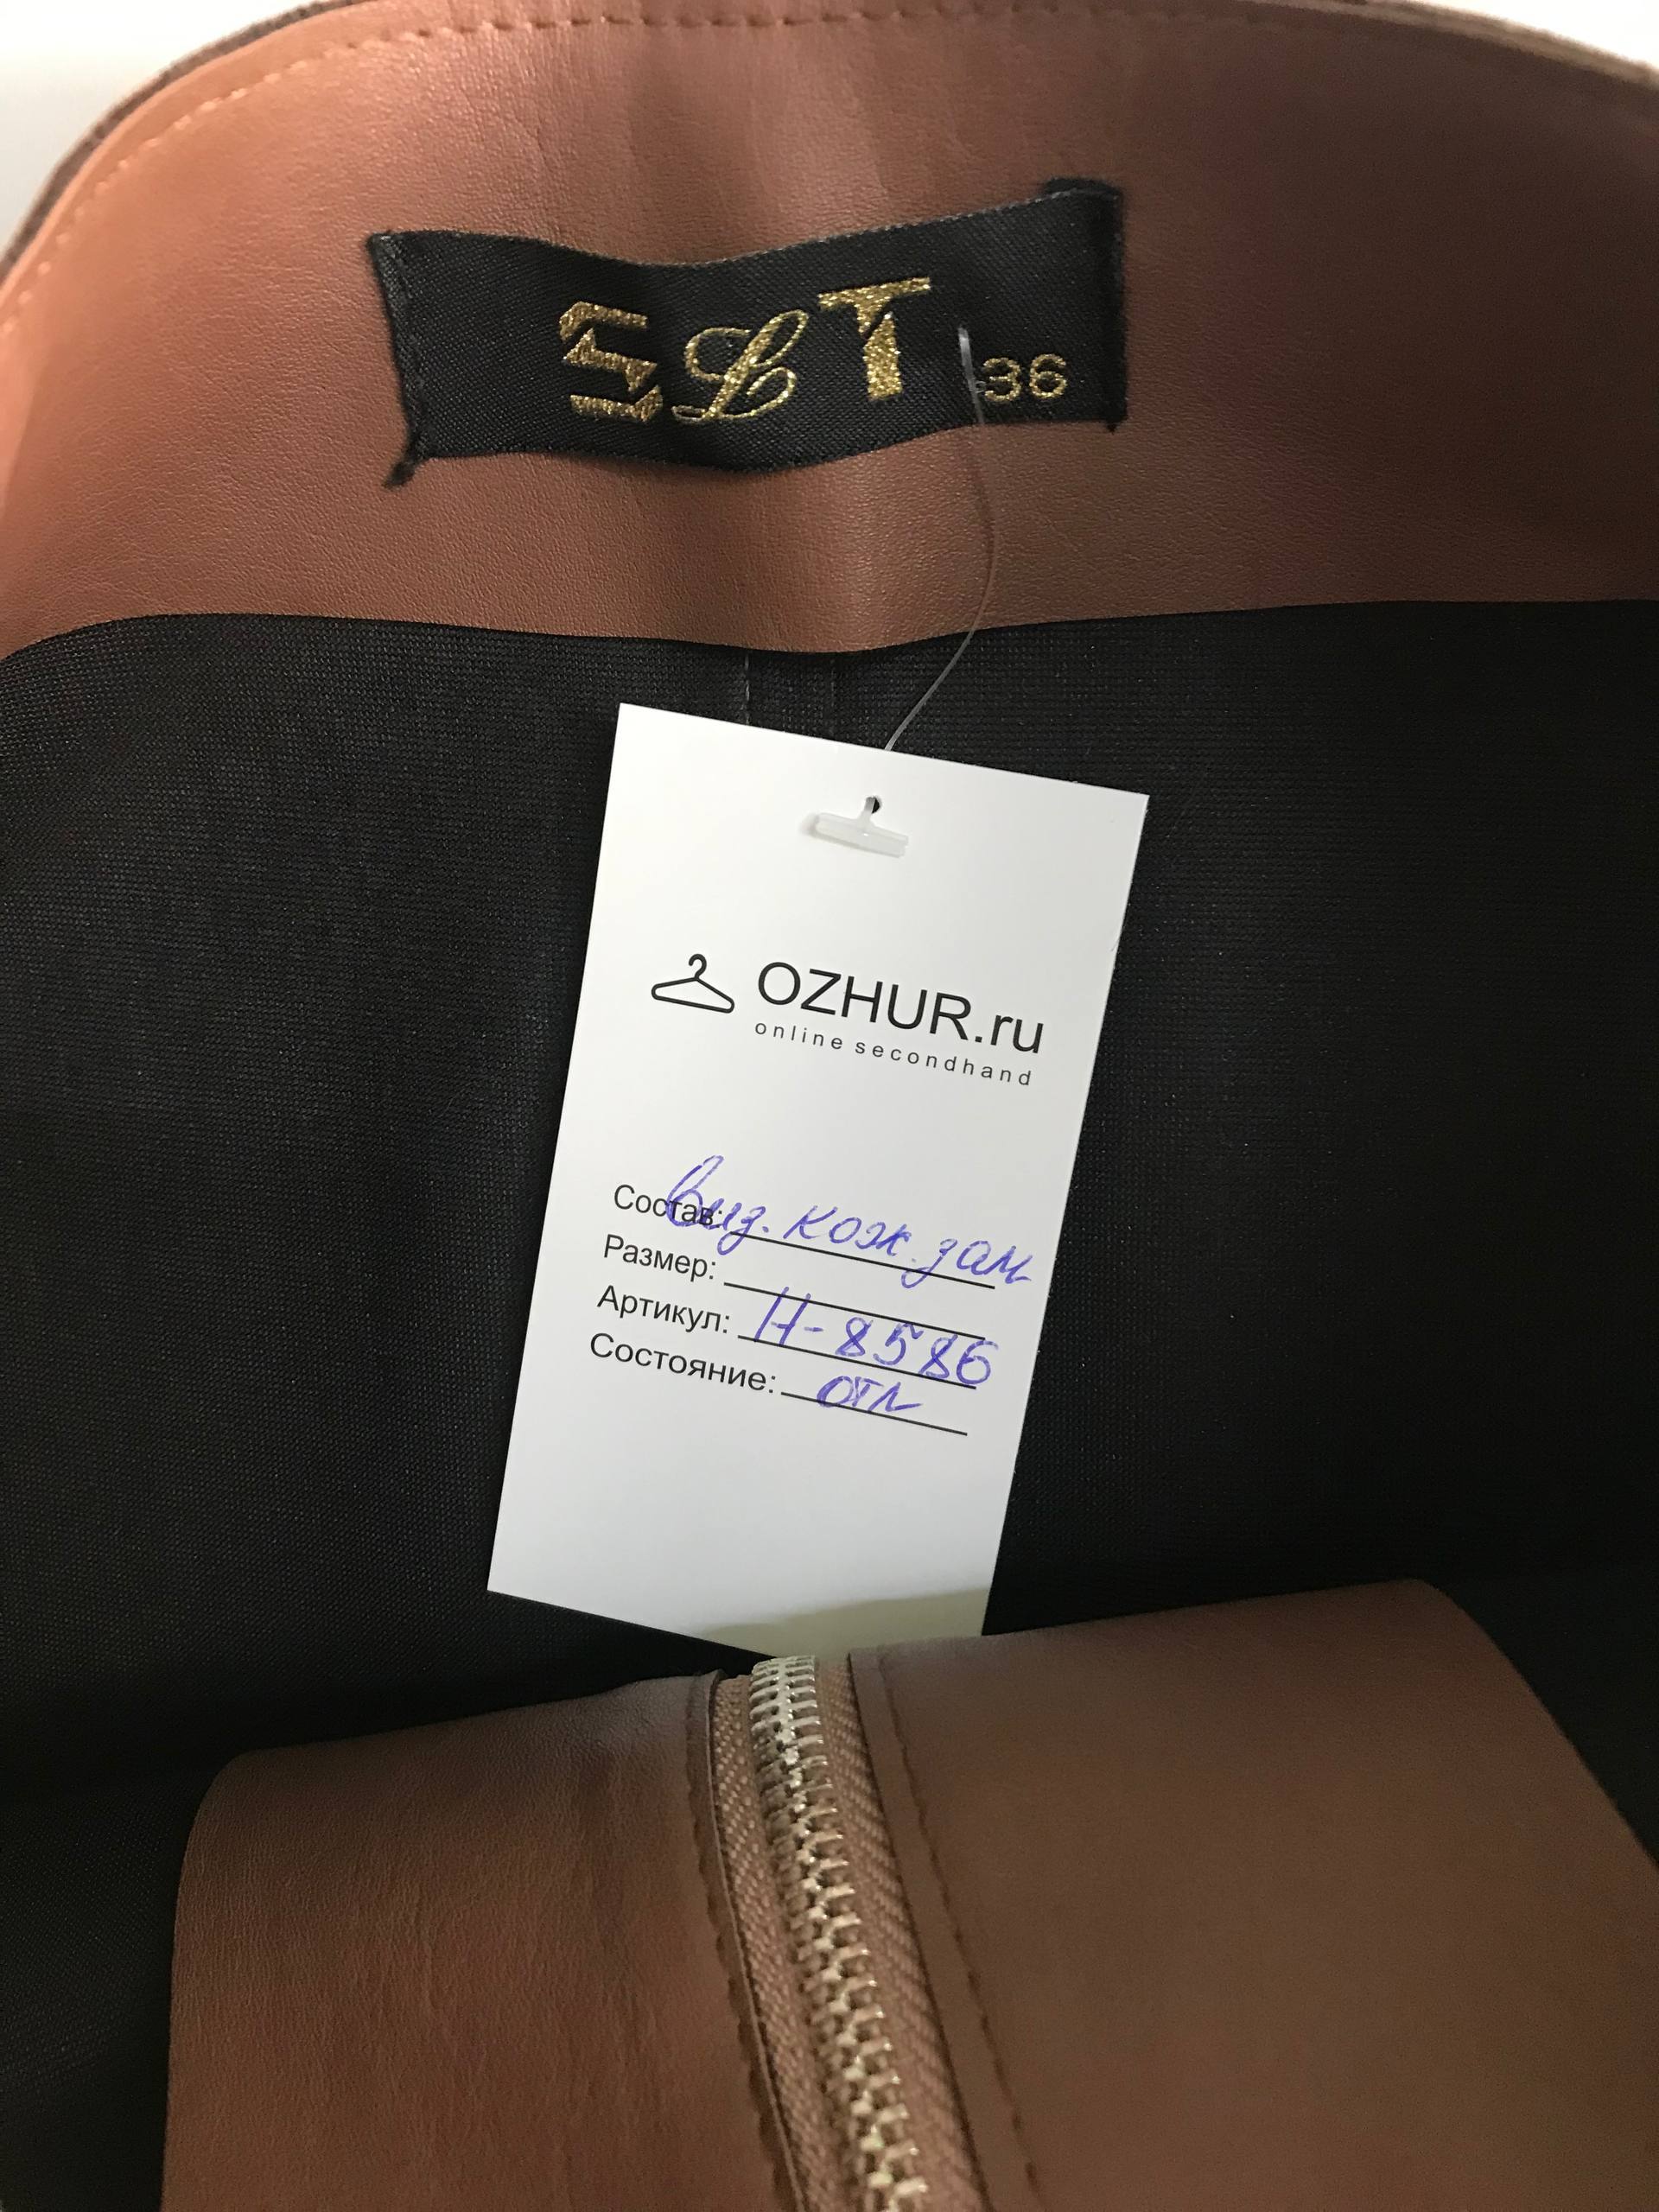 SLT 36
OZHUR.ru
online secondhand
Состав: виз. кож. зам
Размер:
Артикул: Н-8586
Состояние: отл